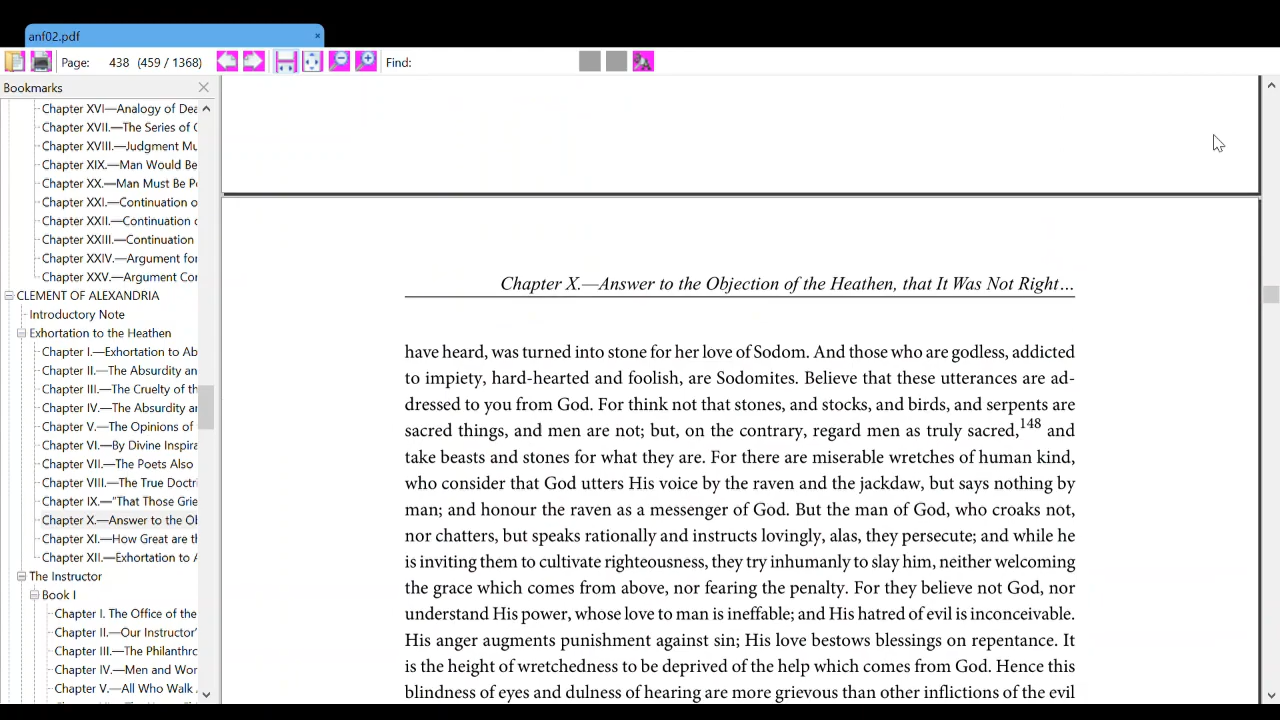 anf02.pdf
Page: 438 (459 / 1368) Find:
Bookmarks
Chapter XVI—Analogy of Dea
Chapter XVII.—The Series of C
Chapter XVIII.—Judgment Mu
Chapter XIX.—Man Would Be
Chapter XX.—Man Must Be Po
Chapter XXI.—Continuation o
Chapter XXII.—Continuation o
Chapter XXIII.—Continuation
Chapter XXIV.—Argument for
Chapter XXV.—Argument Con
CLEMENT OF ALEXANDRIA
Introductory Note
Exhortation to the Heathen
Chapter I.—Exhortation to Ab
Chapter II.—The Absurdity an
Chapter III.—The Cruelty of th
Chapter IV.—The Absurdity an
Chapter V.—The Opinions of
Chapter VI.—By Divine Inspira
Chapter VII.—The Poets Also
Chapter VIII.—The True Doctri
Chapter IX.—"That Those Grie
Chapter X.—Answer to the Ob
Chapter XI.—How Great are th
Chapter XII.—Exhortation to A
The Instructor
Book I
Chapter I. The Office of the
Chapter II.—Our Instructor'
Chapter III.—The Philanthro
Chapter IV.—Men and Wom
Chapter V.—All Who Walk
Chapter X.—Answer to the Objection of the Heathen, that It Was Not Right…
have heard, was turned into stone for her love of Sodom. And those who are godless, addicted
to impiety, hard-hearted and foolish, are Sodomites. Believe that these utterances are ad-
dressed to you from God. For think not that stones, and stocks, and birds, and serpents are
sacred things, and men are not; but, on the contrary, regard men as truly sacred,148 and
take beasts and stones for what they are. For there are miserable wretches of human kind,
who consider that God utters His voice by the raven and the jackdaw, but says nothing by
man; and honour the raven as a messenger of God. But the man of God, who croaks not,
nor chatters, but speaks rationally and instructs lovingly, alas, they persecute; and while he
is inviting them to cultivate righteousness, they try inhumanly to slay him, neither welcoming
the grace which comes from above, nor fearing the penalty. For they believe not God, nor
understand His power, whose love to man is ineffable; and His hatred of evil is inconceivable.
His anger augments punishment against sin; His love bestows blessings on repentance. It
is the height of wretchedness to be deprived of the help which comes from God. Hence this
blindness of eyes and dulness of hearing are more grievous than other inflictions of the evil